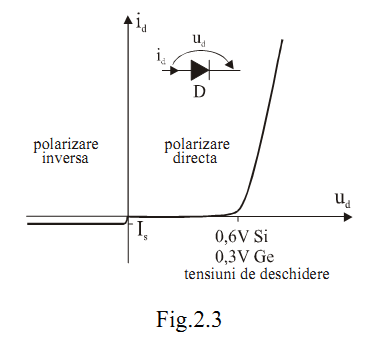 i_d
u_d
i_d
D
polarizare
inversa
polarizare
directa
u_d
I_s
0,6V Si
0,3V Ge
tensiuni de deschidere
Fig.2.3